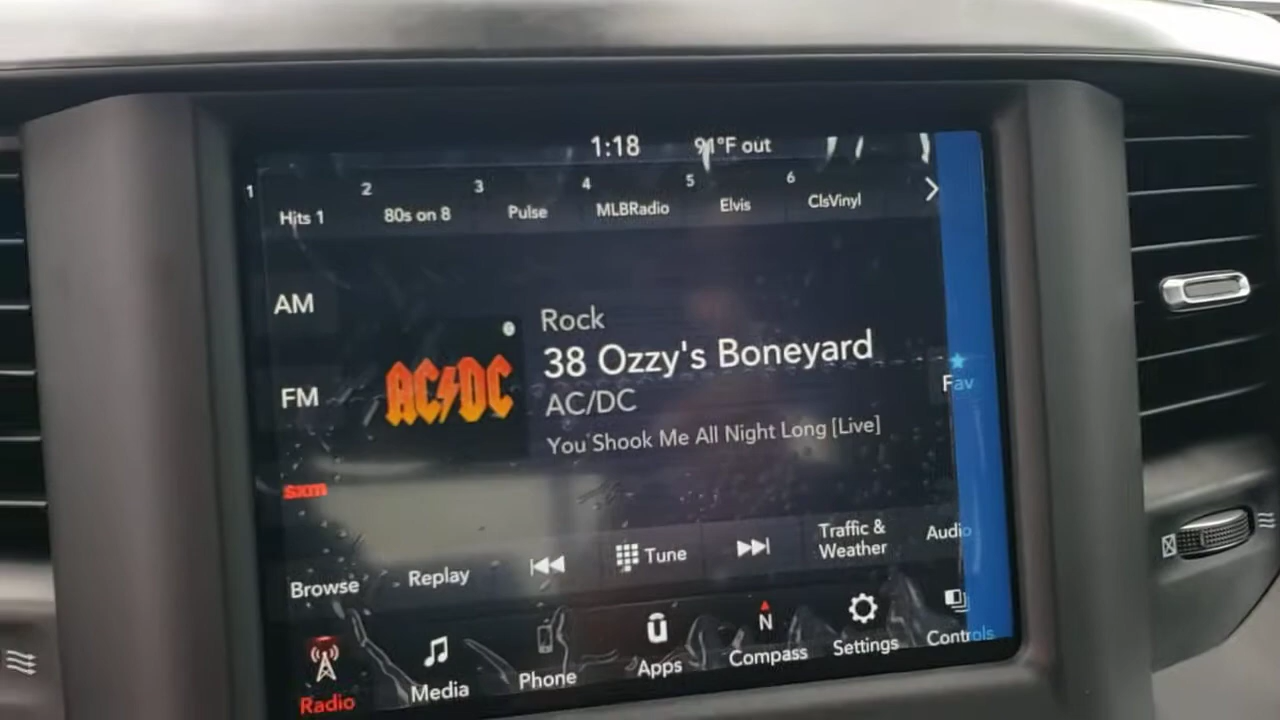 1:18 91°F out
1 2 3 4 5 6
Hits 1 80s on 8 Pulse MLBRadio Elvis ClsVinyl
AM
FM
sxm
AC/DC
Rock
38 Ozzy's Boneyard
AC/DC
You Shook Me All Night Long [Live]
Fav
Browse Replay Tune Traffic & Weather Audio
Radio Media Phone Apps N Compass Settings Controls